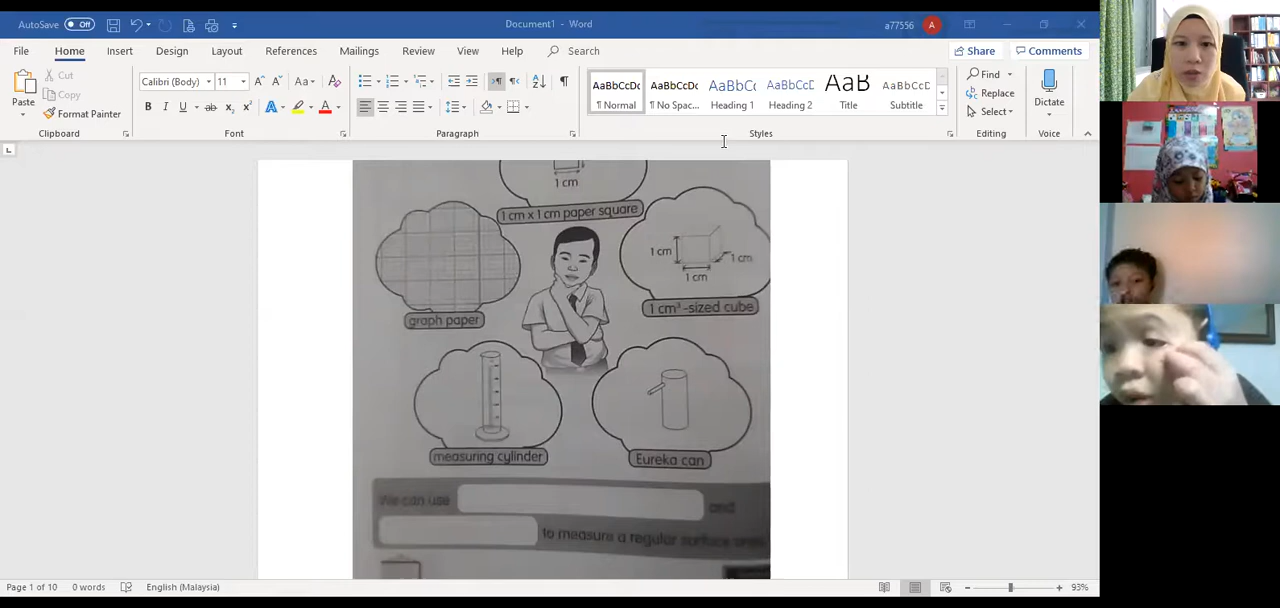 AutoSave Off
Document1 - Word
a77556 A
File Home Insert Design Layout References Mailings Review View Help Search
Share Comments
Paste
Cut
Copy
Format Painter
Calibri (Body) 11
AaBbCcDc AaBbCcDc AaBbC AaBbCcD AaB AaBbCcD
¶ Normal ¶ No Spac... Heading 1 Heading 2 Title Subtitle
Find
Replace
Select
Dictate
Clipboard Font Paragraph Styles Editing Voice
1 cm
1 cm x 1 cm paper square
1 cm
1 cm
1 cm
graph paper
1 cm³ -sized cube
measuring cylinder
Eureka can
We can use and
to measure a regular surface area
Page 1 of 10 0 words English (Malaysia) 93%